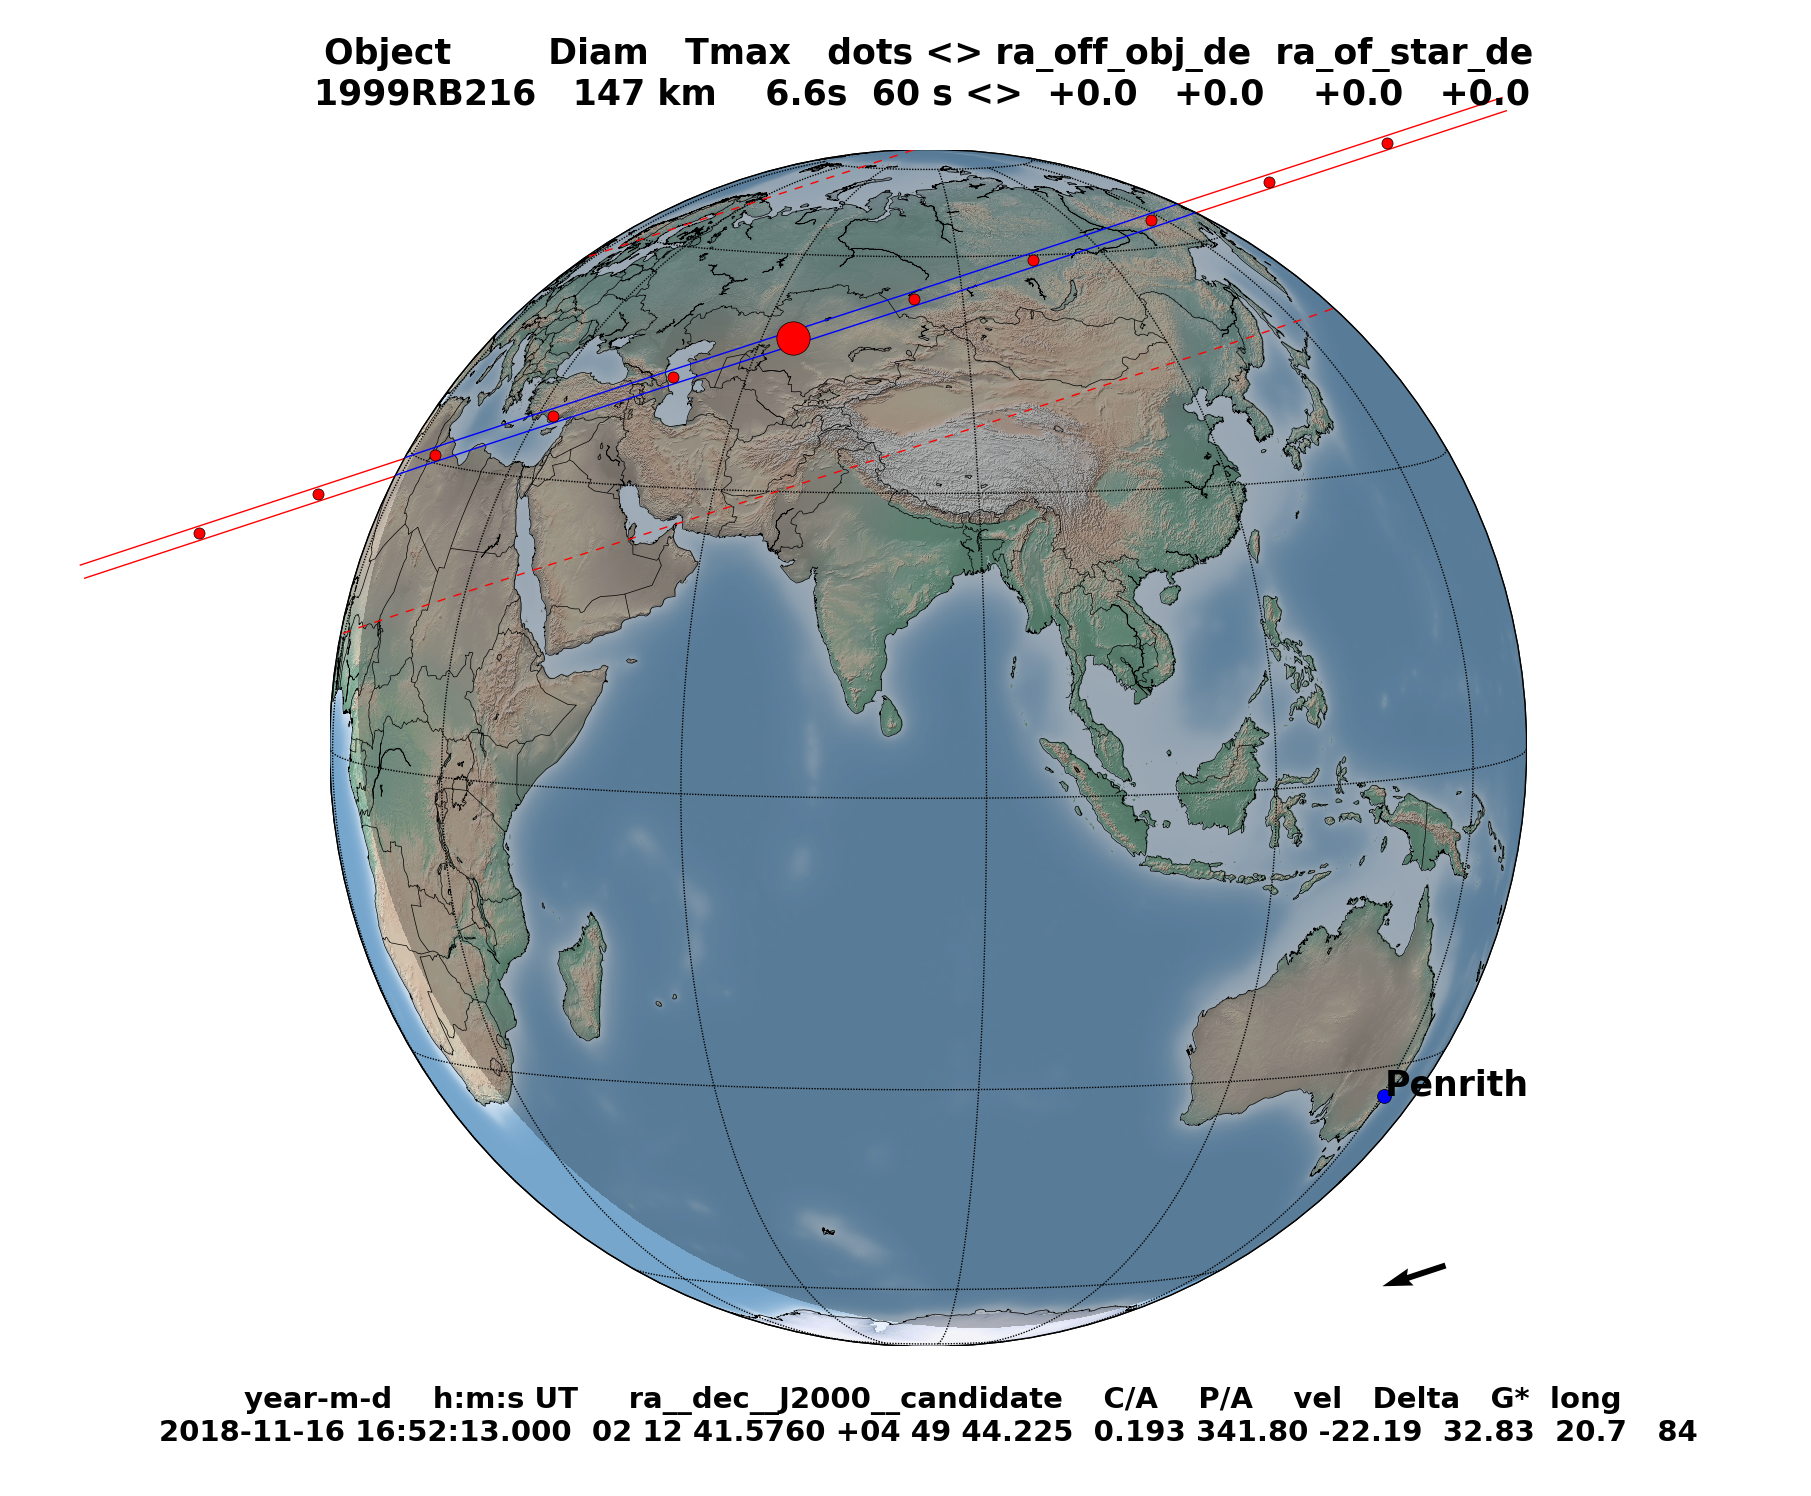 Object Diam Tmax dots <> ra_off_obj_de ra_of_star_de
1999RB216 147 km 6.6s 60 s <> +0.0 +0.0 +0.0 +0.0
Penrith
year-m-d h:m:s UT ra__dec__J2000__candidate C/A P/A vel Delta G* long
2018-11-16 16:52:13.000 02 12 41.5760 +04 49 44.225 0.193 341.80 -22.19 32.83 20.7 84